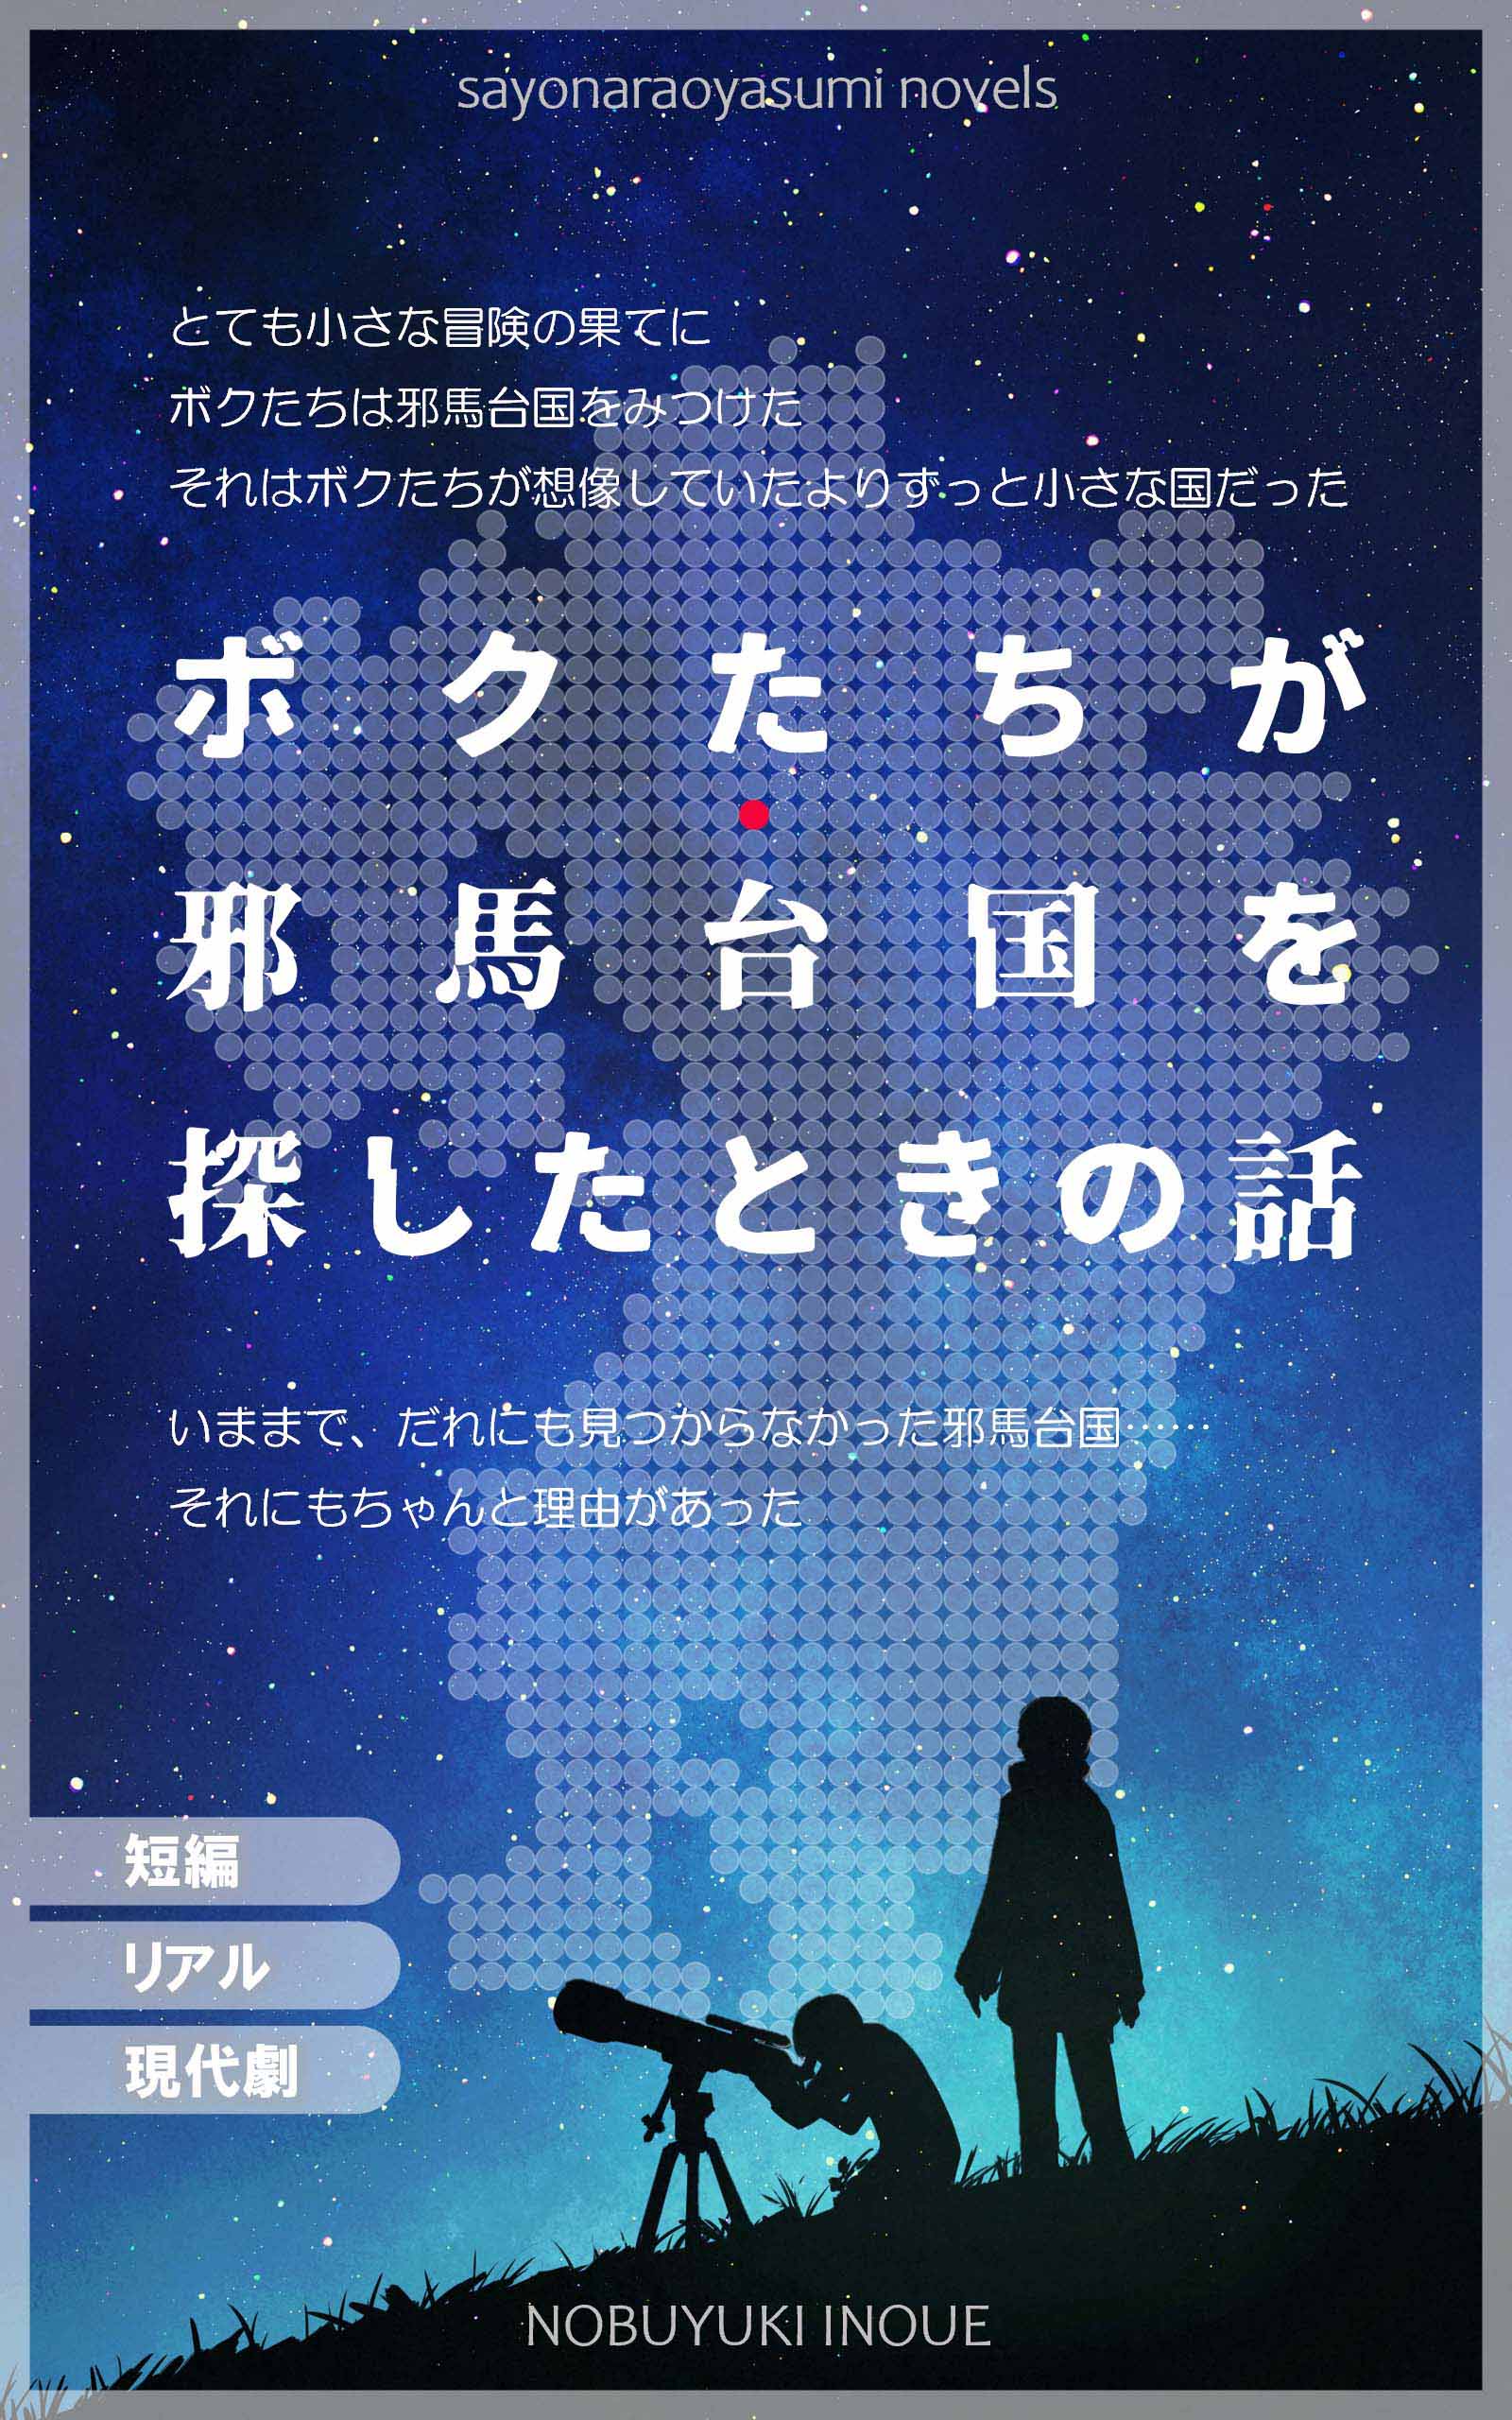 sayonaraoyasumi novels
とても小さな冒険の果てに
ボクたちは邪馬台国をみつけた
それはボクたちが想像していたよりずっと小さな国だった
ボクたちが
邪馬台国を
探したときの話
いままで、だれにも見つからなかった邪馬台国……
それにもちゃんと理由があった
短編
リアル
現代劇
NOBUYUKI INOUE